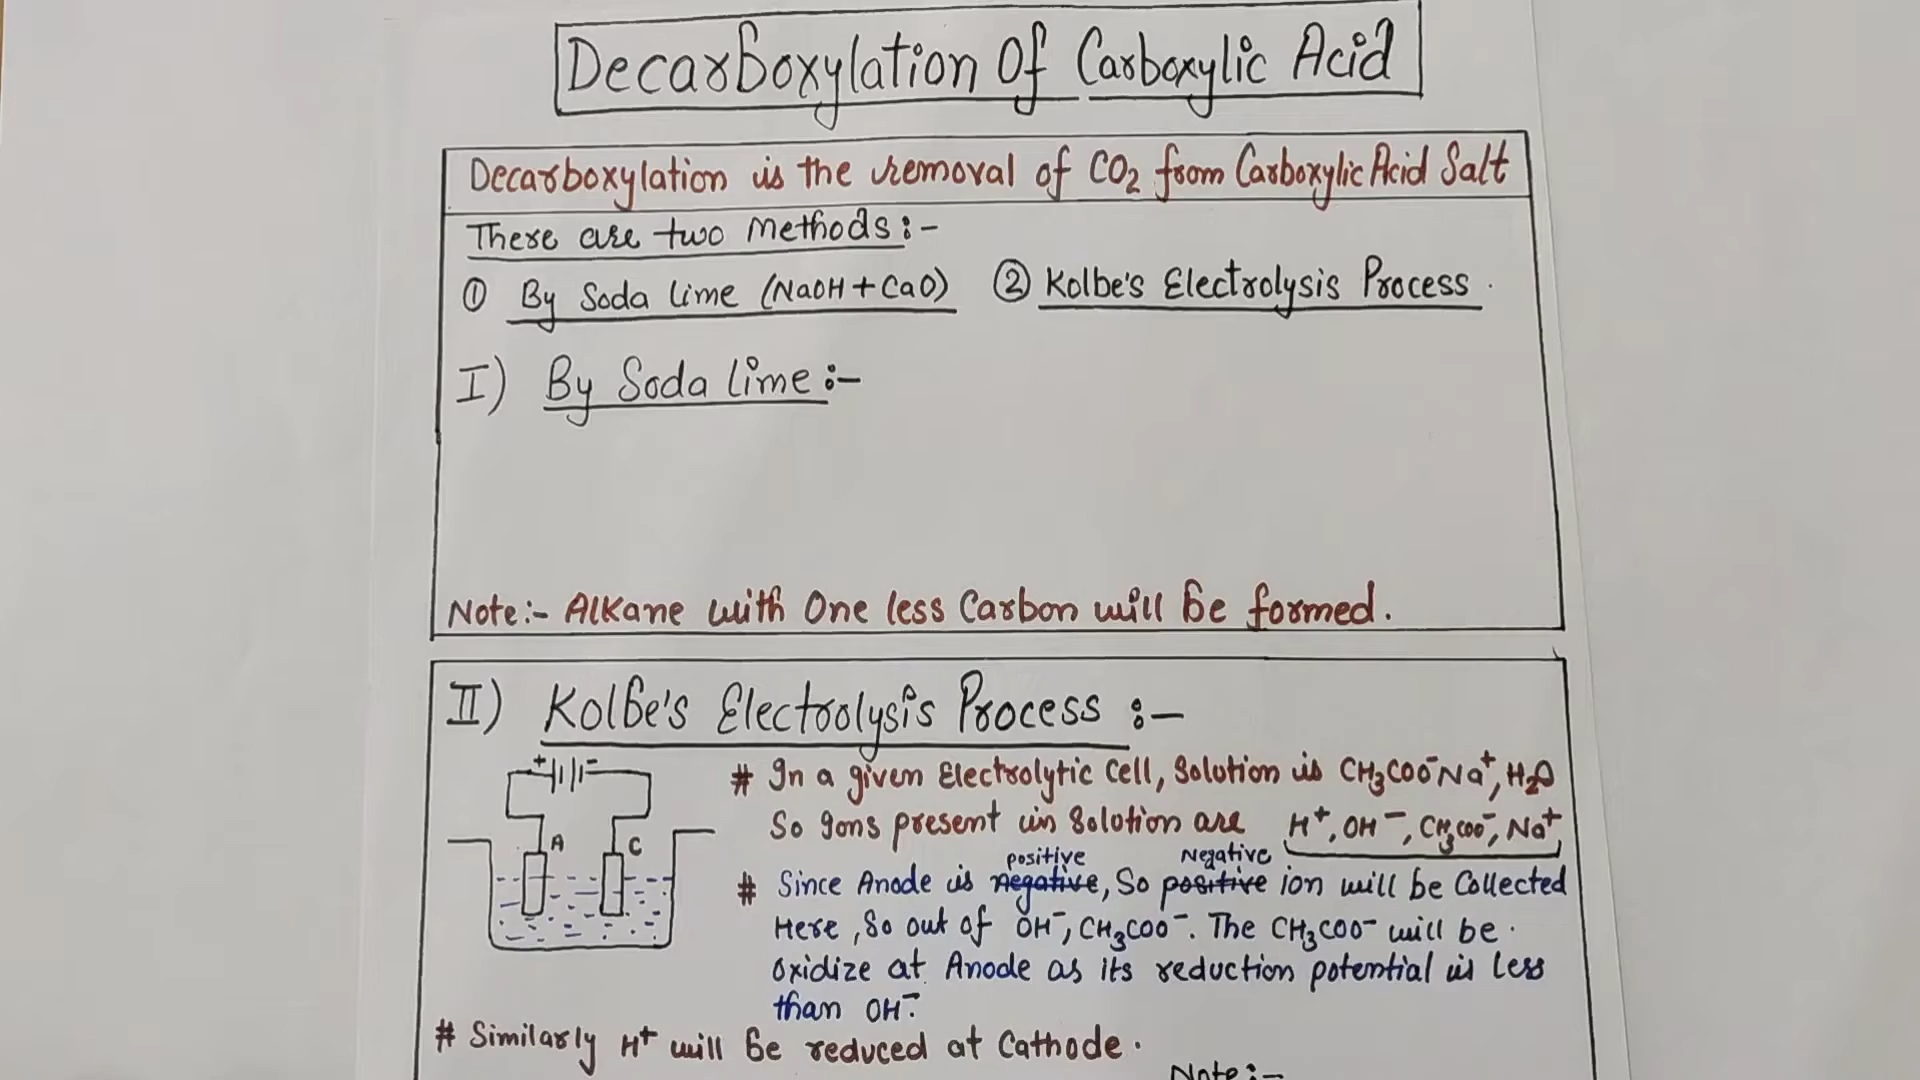 Decarboxylation Of Carboxylic Acid
Decarboxylation is the removal of CO2 from Carboxylic Acid Salt
There are two Methods:-
① By Soda lime (NaOH + CaO) ② Kolbe's Electrolysis Process.
I) By Soda lime :-
Note:- Alkane with One less Carbon will be formed.
II) Kolbe's Electrolysis Process :-
+ -
A C
# In a given Electrolytic Cell, Solution is CH3COO⁻Na⁺, H2O
So Ions present in Solution are H⁺, OH⁻, CH3COO⁻, Na⁺
positive Negative
# Since Anode is negative, So positive ion will be Collected
Here, So out of OH⁻, CH3COO⁻. The CH3COO⁻ will be.
Oxidize at Anode as its reduction potential is less
than OH⁻.
# Similarly H⁺ will be reduced at Cathode.
Note:-